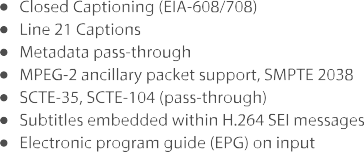 ● Closed Captioning (EIA-608/708)
● Line 21 Captions
● Metadata pass-through
● MPEG-2 ancillary packet support, SMPTE 2038
● SCTE-35, SCTE-104 (pass-through)
● Subtitles embedded within H.264 SEI messages
● Electronic program guide (EPG) on input